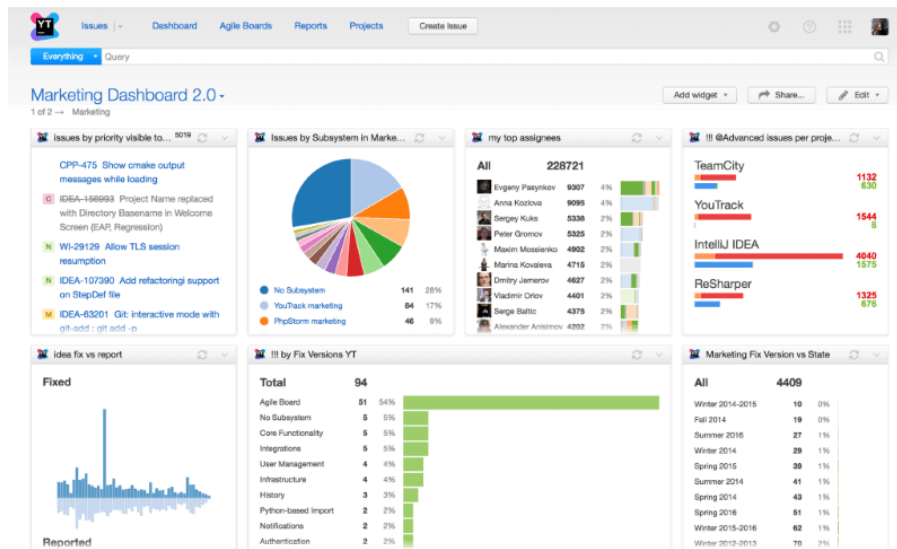 YT
Issues
Dashboard
Agile Boards
Reports
Projects
Create Issue
Everything
Query
Marketing Dashboard 2.0
1 of 2 → Marketing
Add widget
Share...
Edit
Issues by priority visible to... 5019
CPP-475 Show cmake output
messages while loading
C IDEA-156993 Project Name replaced
with Directory Basename in Welcome
Screen (EAP, Regression)
N WI-29129 Allow TLS session
resumption
N IDEA-107390 Add refactoringi support
on StepDef file
M IDEA-63201 Git: interactive mode with
git-add : git add -p
Issues by Subsystem in Marke...
No Subsystem 141 28%
YouTrack marketing 84 17%
PhpStorm marketing 46 9%
my top assignees
All 228721
Evgeny Pasynkov 9307 4%
Anna Kozlova 9095 4%
Sergey Kuks 5338 2%
Peter Gromov 5325 2%
Maxim Mossienko 4902 2%
Marina Kovaleva 4715 2%
Dmitry Jemerov 4627 2%
Vladimir Orlov 4401 2%
Serge Baltic 4375 2%
Alexander Anisimov 4202 2%
!!! @Advanced issues per proje...
TeamCity
1132
630
YouTrack
1544
8
IntelliJ IDEA
4040
1575
ReSharper
1325
676
idea fix vs report
Fixed
Reported
!!! by Fix Versions YT
Total 94
Agile Board 51 54%
No Subsystem 5 5%
Core Functionality 5 5%
Integrations 5 5%
User Management 4 4%
Infrastructure 4 4%
History 3 3%
Python-based Import 2 2%
Notifications 2 2%
Authentication 2 2%
Marketing Fix Version vs State
All 4409
Winter 2014-2015 10 0%
Fall 2014 19 0%
Summer 2016 27 1%
Winter 2014 29 1%
Spring 2015 39 1%
Summer 2014 41 1%
Spring 2014 43 1%
Spring 2016 51 1%
Winter 2015-2016 62 1%
Winter 2012-2013 70 2%